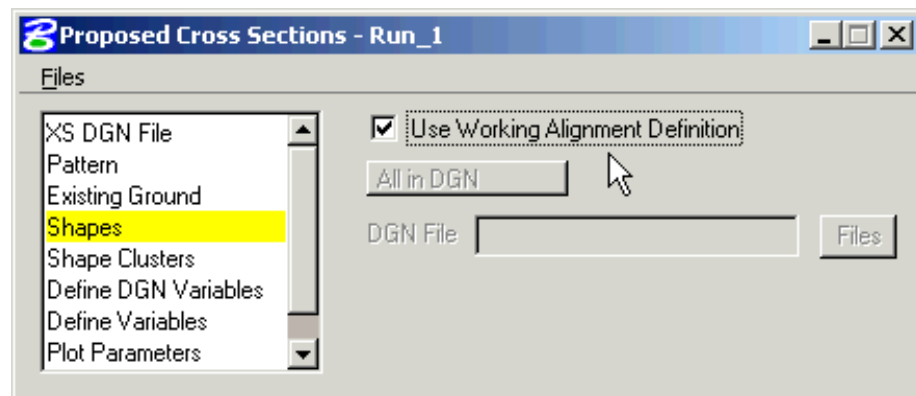 Proposed Cross Sections - Run_1
Files
XS DGN File
Pattern
Existing Ground
Shapes
Shape Clusters
Define DGN Variables
Define Variables
Plot Parameters
Use Working Alignment Definition
All in DGN
DGN File
Files